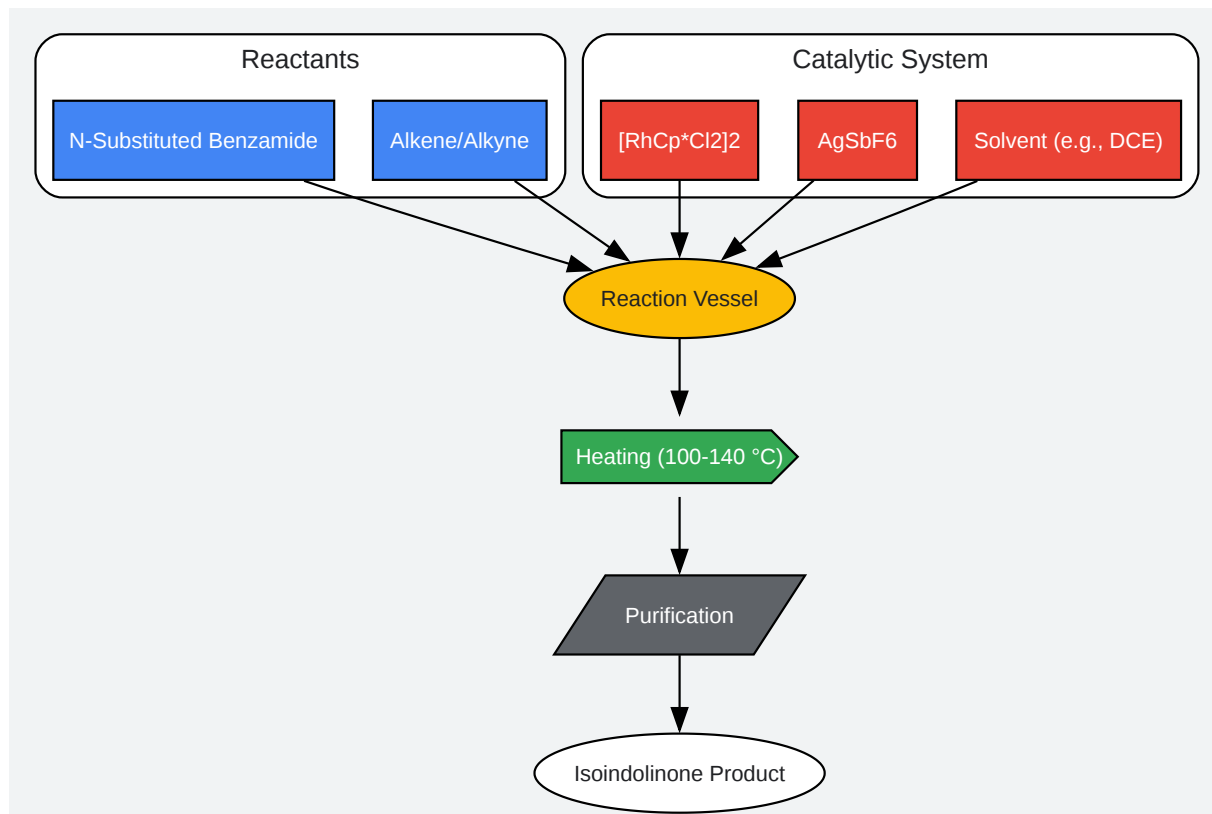 Reactants
Catalytic System
N-Substituted Benzamide
Alkene/Alkyne
[RhCp*Cl2]2
AgSbF6
Solvent (e.g., DCE)
Reaction Vessel
Heating (100-140 °C)
Purification
Isoindolinone Product